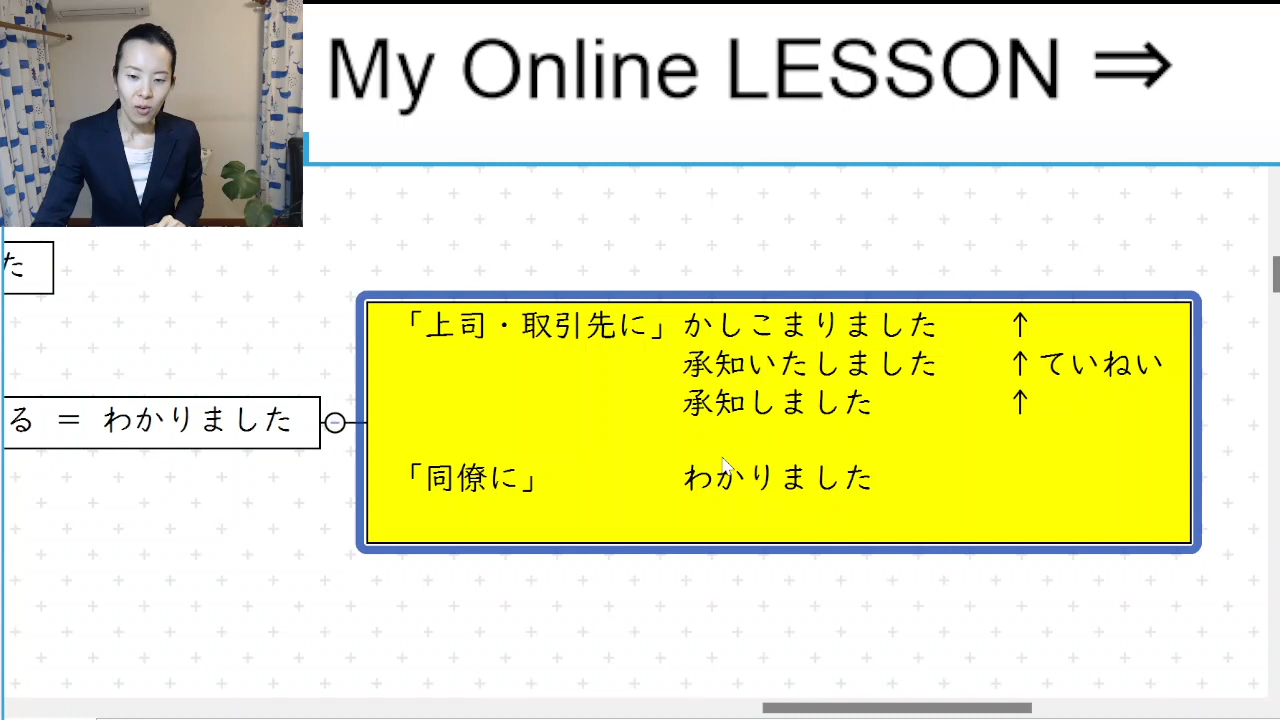 My Online LESSON ⇒
た
「上司・取引先に」かしこまりました ↑
承知いたしました ↑ていねい
承知しました ↑
る ＝ わかりました
「同僚に」 わかりました